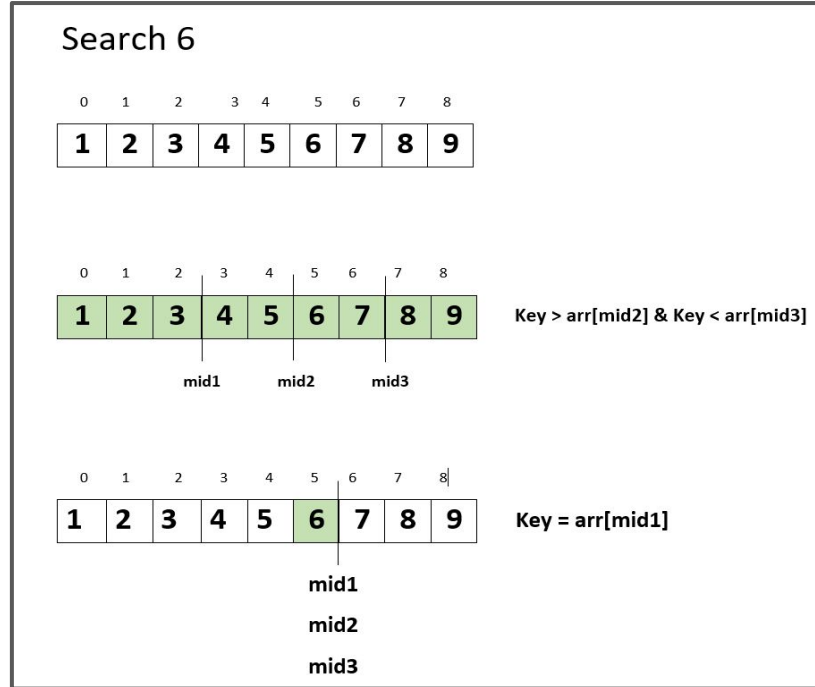 Search 6
0 1 2 3 4 5 6 7 8
1 2 3 4 5 6 7 8 9
0 1 2 3 4 5 6 7 8
1 2 3 4 5 6 7 8 9 Key > arr[mid2] & Key < arr[mid3]
mid1 mid2 mid3
0 1 2 3 4 5 6 7 8
1 2 3 4 5 6 7 8 9 Key = arr[mid1]
mid1
mid2
mid3